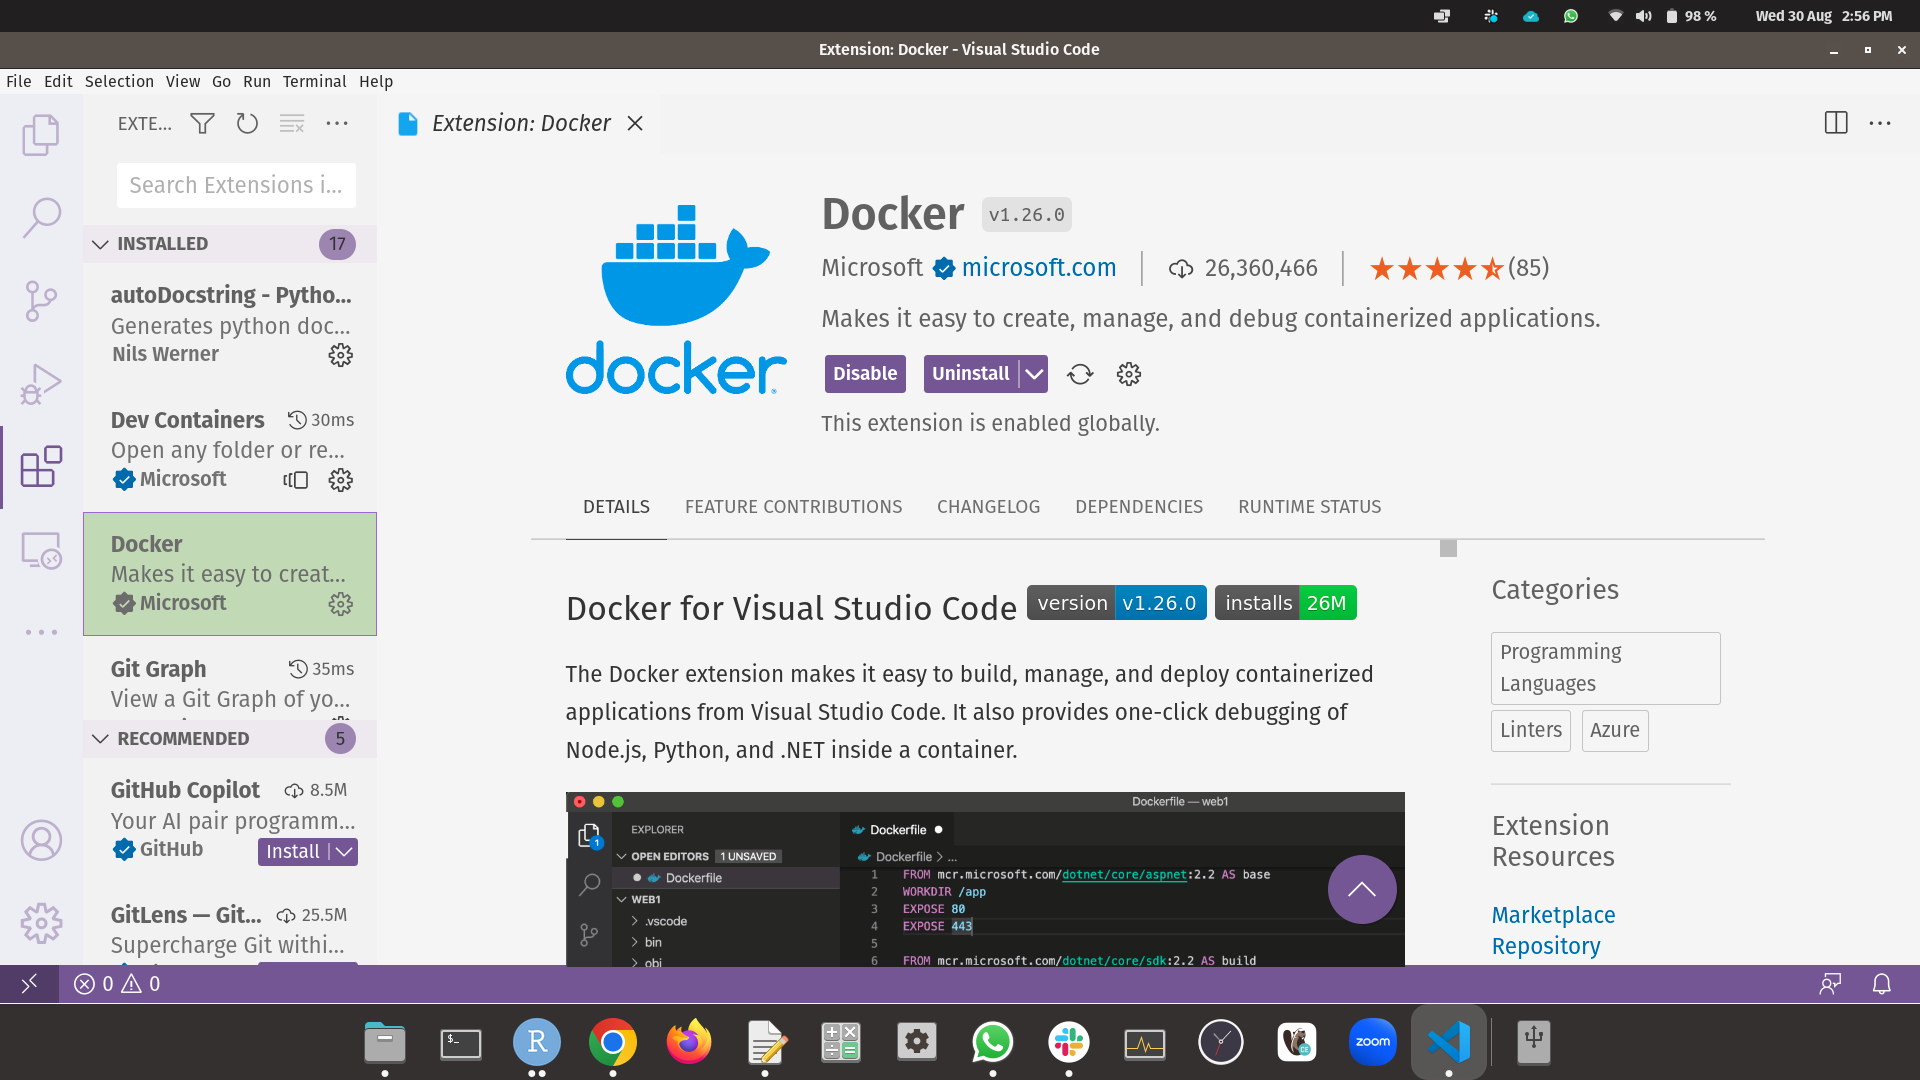 98 %
Wed 30 Aug 2:56 PM
Extension: Docker - Visual Studio Code
File Edit Selection View Go Run Terminal Help
EXTE...
Search Extensions i...
INSTALLED 17
autoDocstring - Pytho...
Generates python doc...
Nils Werner
Dev Containers 30ms
Open any folder or re...
Microsoft
Docker
Makes it easy to creat...
Microsoft
Git Graph 35ms
View a Git Graph of yo...
RECOMMENDED 5
GitHub Copilot 8.5M
Your AI pair programm...
GitHub Install
GitLens — Git... 25.5M
Supercharge Git withi...
Extension: Docker
docker
Docker v1.26.0
Microsoft microsoft.com 26,360,466 (85)
Makes it easy to create, manage, and debug containerized applications.
Disable Uninstall
This extension is enabled globally.
DETAILS FEATURE CONTRIBUTIONS CHANGELOG DEPENDENCIES RUNTIME STATUS
Docker for Visual Studio Code version v1.26.0 installs 26M
The Docker extension makes it easy to build, manage, and deploy containerized
applications from Visual Studio Code. It also provides one-click debugging of
Node.js, Python, and .NET inside a container.
Dockerfile — web1
1
EXPLORER
OPEN EDITORS 1 UNSAVED
Dockerfile
WEB1
.vscode
bin
obj
Dockerfile
Dockerfile > ...
1 FROM mcr.microsoft.com/dotnet/core/aspnet:2.2 AS base
2 WORKDIR /app
3 EXPOSE 80
4 EXPOSE 443
5
6 FROM mcr.microsoft.com/dotnet/core/sdk:2.2 AS build
Categories
Programming
Languages
Linters Azure
Extension
Resources
Marketplace
Repository
0 0
$_
R
CE
zoom